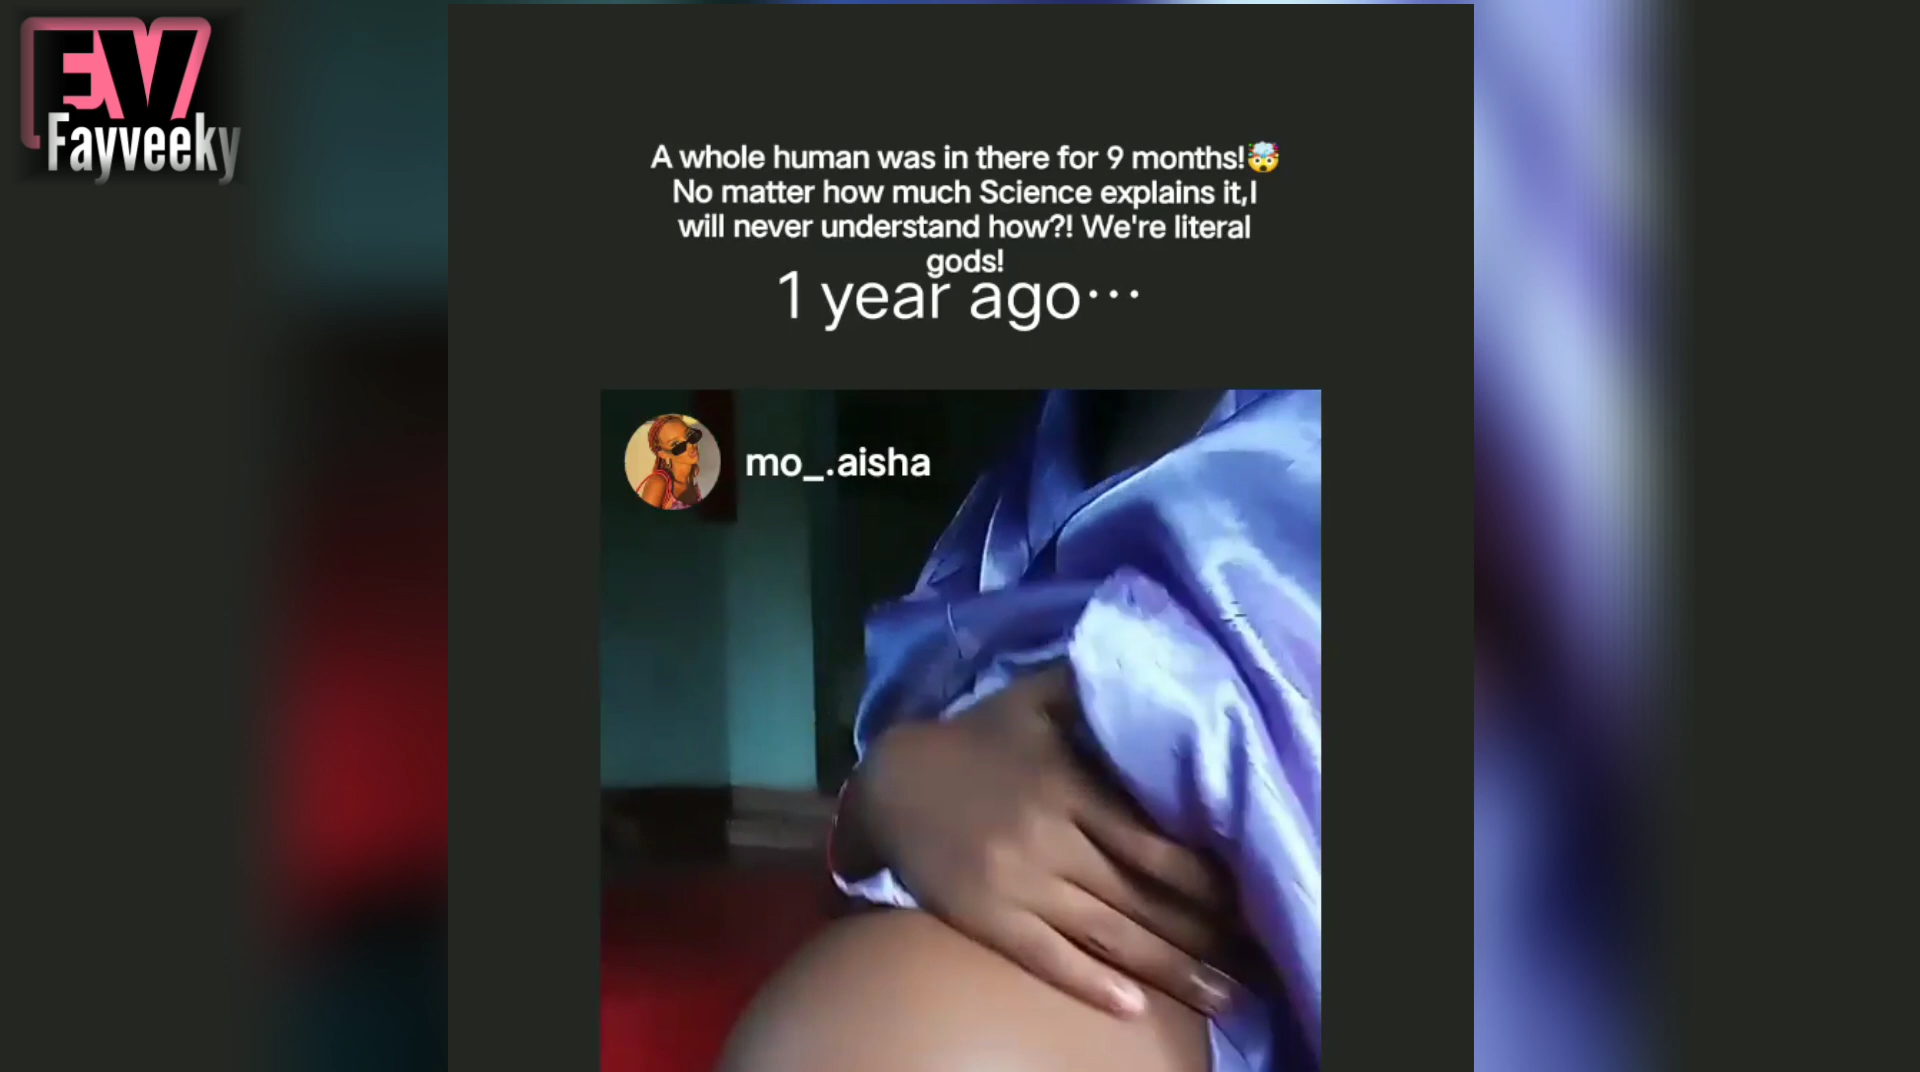 EV
Fayveeky
A whole human was in there for 9 months!🤯
No matter how much Science explains it,I
will never understand how?! We're literal
gods!
1 year ago···
mo_.aisha